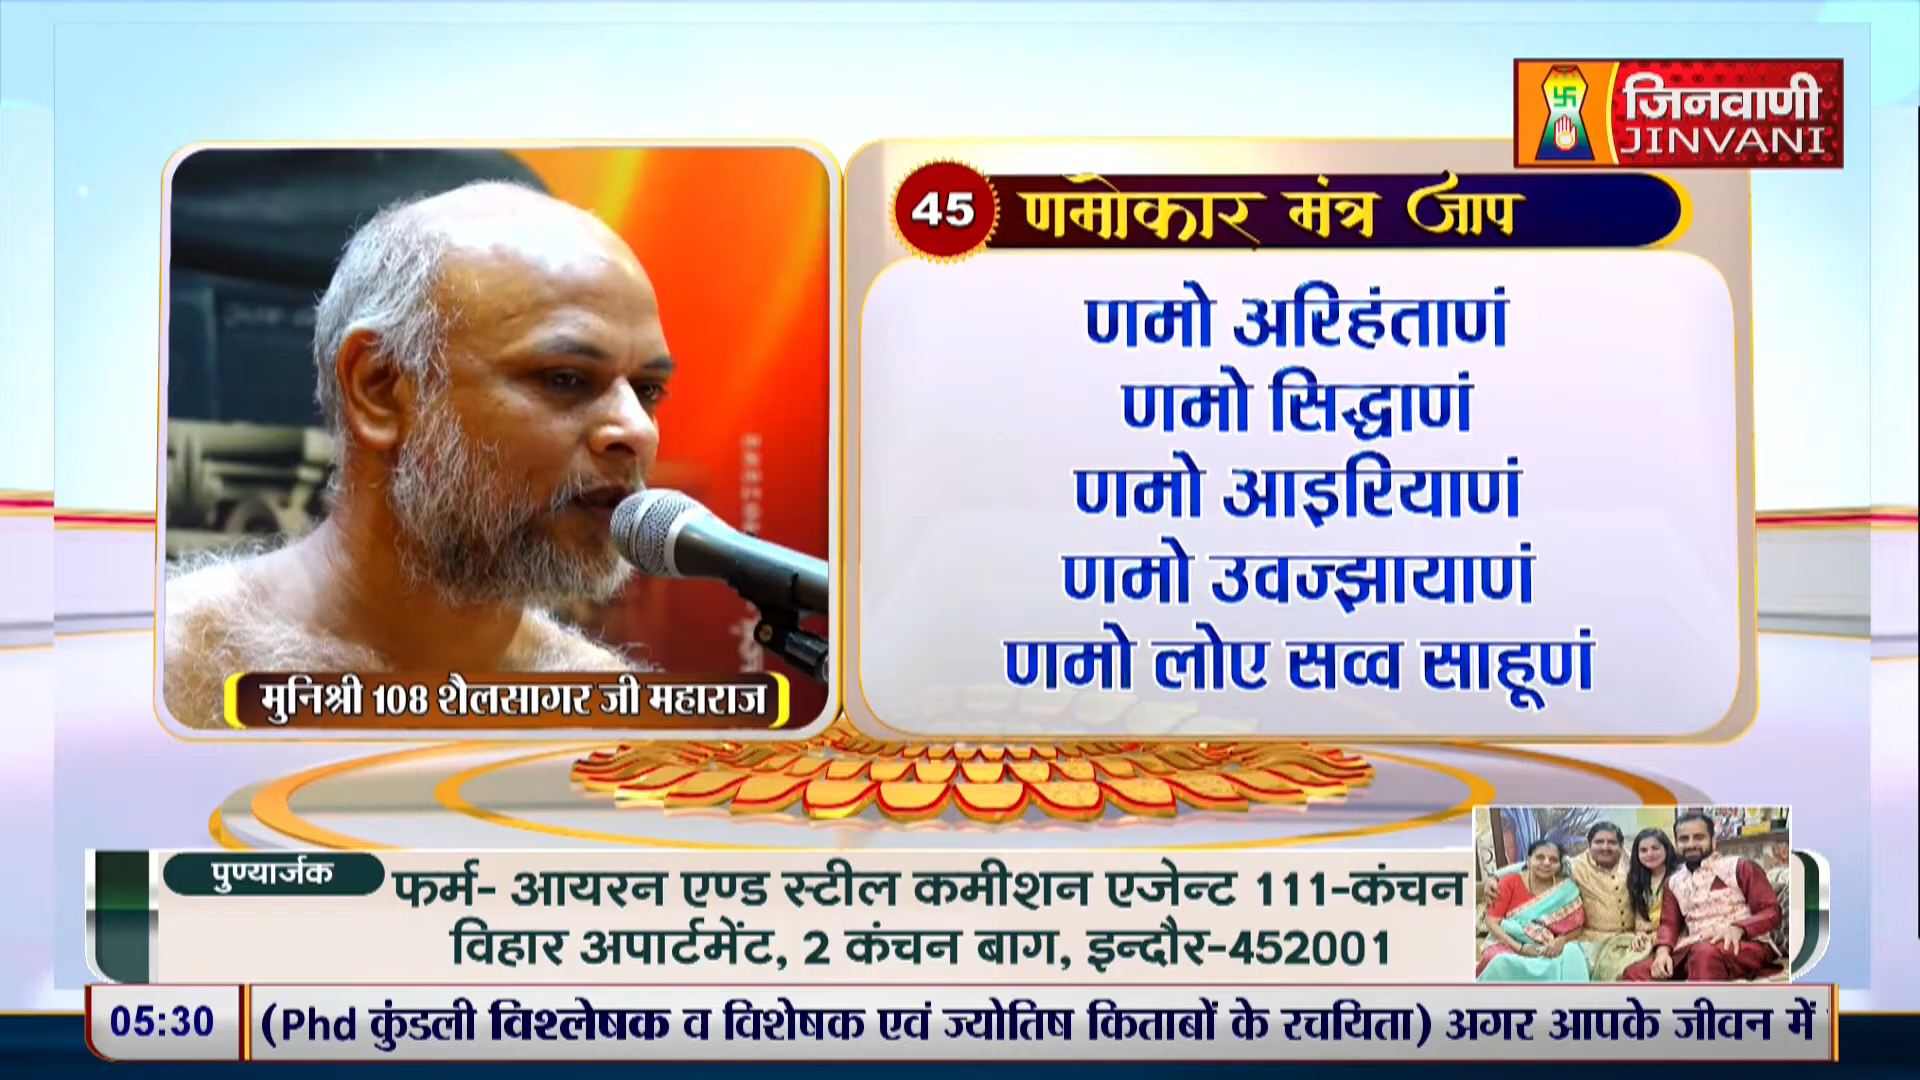 जिनवाणी
JINVANI
45 णमोकार मंत्र जाप
णमो अरिहंताणं
णमो सिद्धाणं
णमो आइरियाणं
णमो उवज्झायाणं
णमो लोए सव्व साहूणं
मुनिश्री 108 शैलसागर जी महाराज
पुण्यार्जक
फर्म- आयरन एण्ड स्टील कमीशन एजेन्ट 111-कंचन
विहार अपार्टमेंट, 2 कंचन बाग, इन्दौर-452001
05:30 (Phd कुंडली विश्लेषक व विशेषक एवं ज्योतिष किताबों के रचयिता) अगर आपके जीवन में